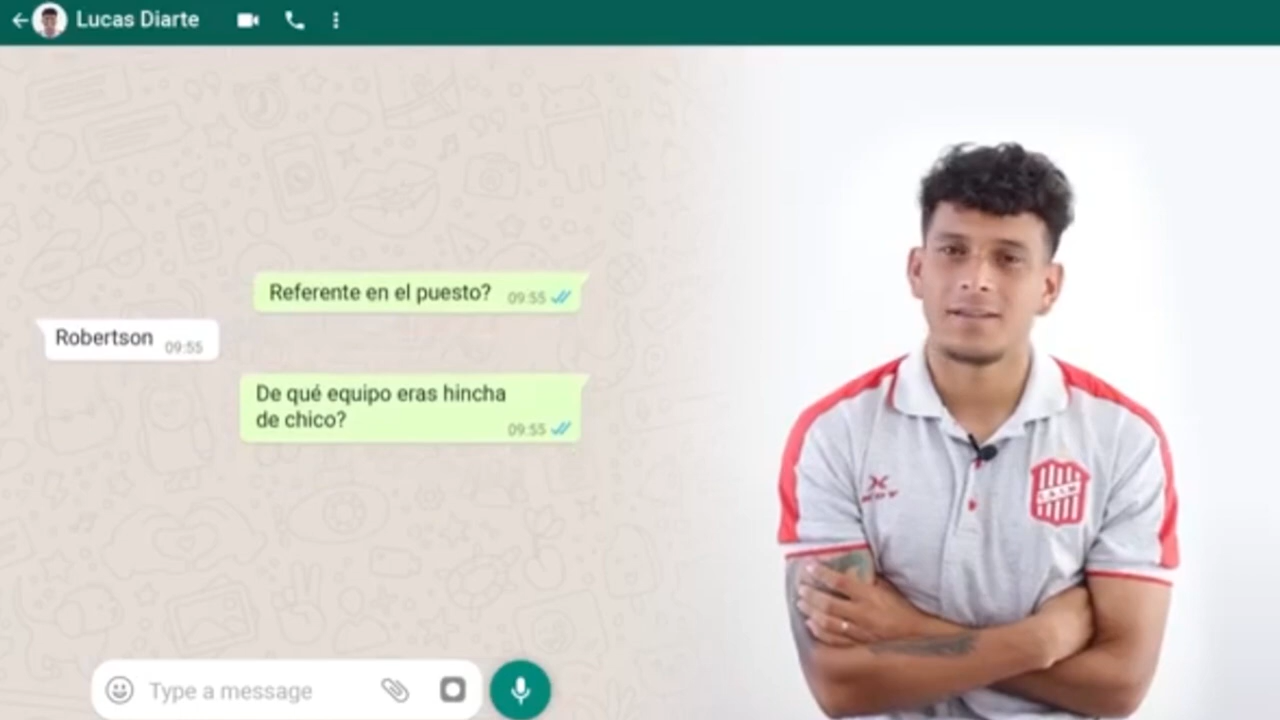 Lucas Diarte
Referente en el puesto? 09:55
Robertson 09:55
De qué equipo eras hincha
de chico? 09:55
Type a message